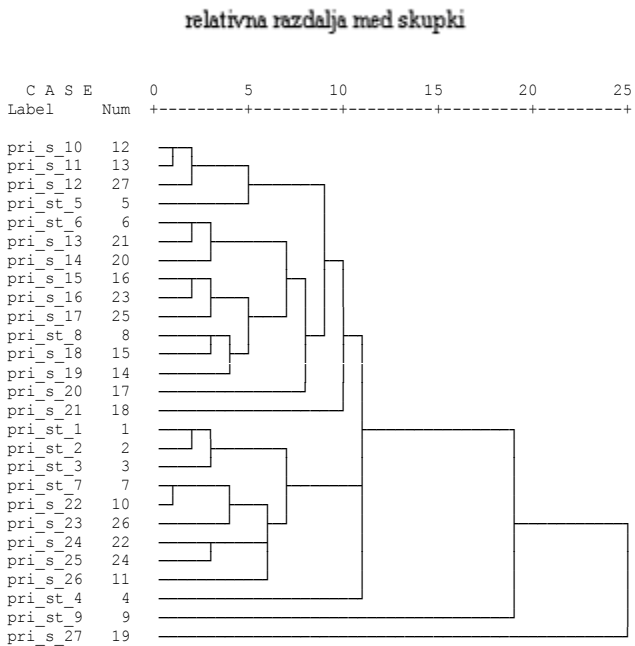 relativna razdalja med skupki
C A S E 0 5 10 15 20 25
Label Num
pri_s_10 12
pri_s_11 13
pri_s_12 27
pri_st_5 5
pri_st_6 6
pri_s_13 21
pri_s_14 20
pri_s_15 16
pri_s_16 23
pri_s_17 25
pri_st_8 8
pri_s_18 15
pri_s_19 14
pri_s_20 17
pri_s_21 18
pri_st_1 1
pri_st_2 2
pri_st_3 3
pri_st_7 7
pri_s_22 10
pri_s_23 26
pri_s_24 22
pri_s_25 24
pri_s_26 11
pri_st_4 4
pri_st_9 9
pri_s_27 19